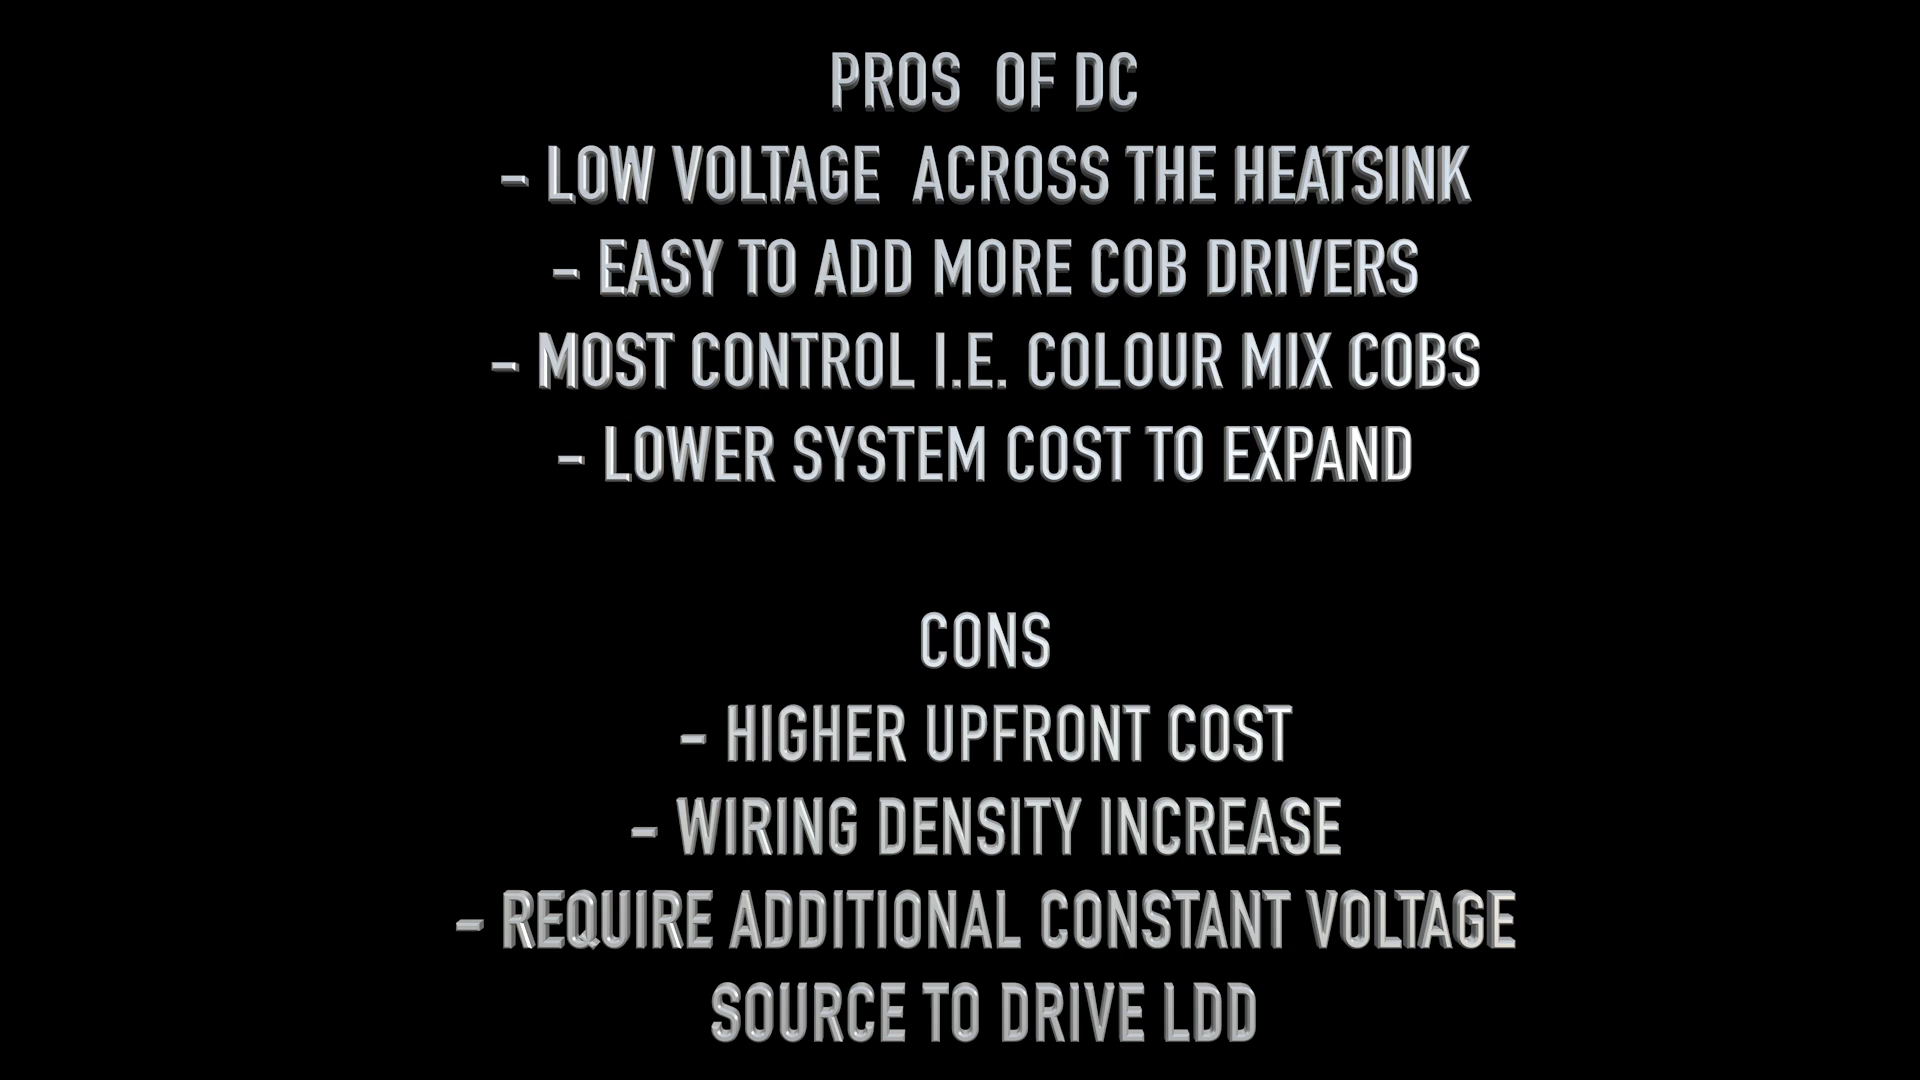 PROS OF DC
- LOW VOLTAGE ACROSS THE HEATSINK
- EASY TO ADD MORE COB DRIVERS
- MOST CONTROL I.E. COLOUR MIX COBS
- LOWER SYSTEM COST TO EXPAND
CONS
- HIGHER UPFRONT COST
- WIRING DENSITY INCREASE
- REQUIRE ADDITIONAL CONSTANT VOLTAGE
SOURCE TO DRIVE LDD